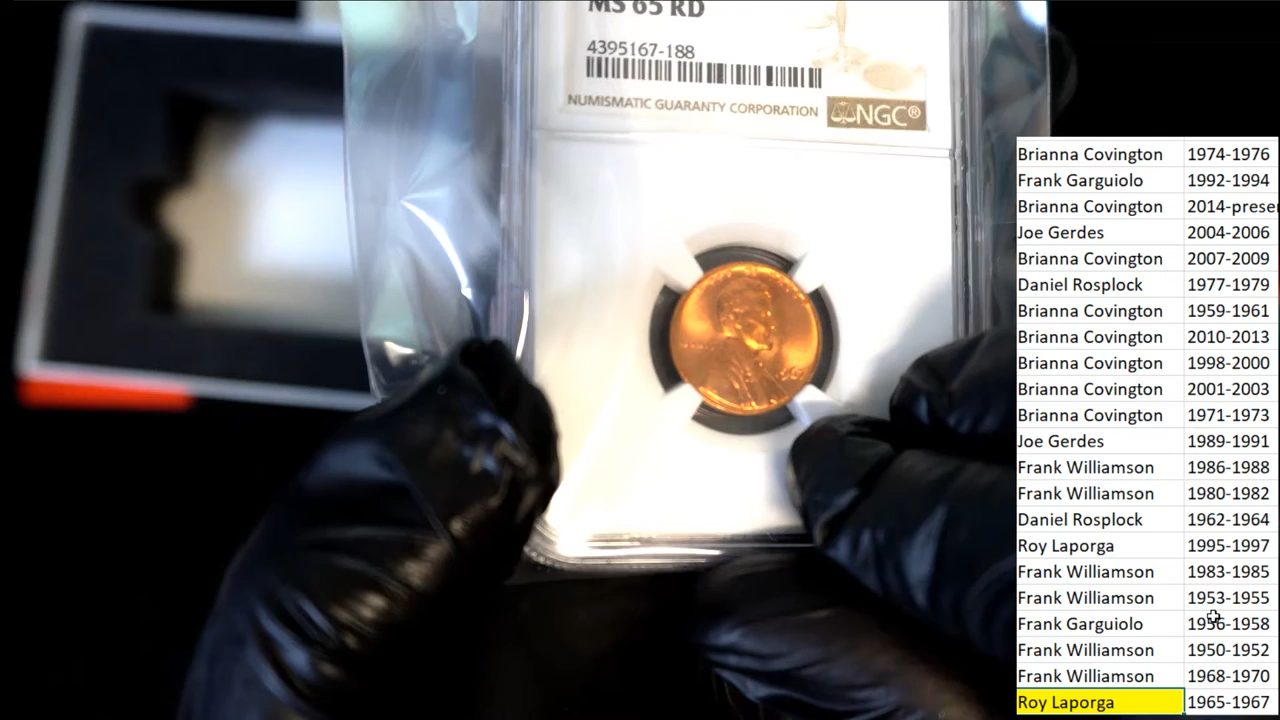 MS 65 RD
4395167-188
NUMISMATIC GUARANTY CORPORATION
NGC®
Brianna Covington 1974-1976
Frank Garguiolo 1992-1994
Brianna Covington 2014-presen
Joe Gerdes 2004-2006
Brianna Covington 2007-2009
Daniel Rosplock 1977-1979
Brianna Covington 1959-1961
Brianna Covington 2010-2013
Brianna Covington 1998-2000
Brianna Covington 2001-2003
Brianna Covington 1971-1973
Joe Gerdes 1989-1991
Frank Williamson 1986-1988
Frank Williamson 1980-1982
Daniel Rosplock 1962-1964
Roy Laporga 1995-1997
Frank Williamson 1983-1985
Frank Williamson 1953-1955
Frank Garguiolo 1956-1958
Frank Williamson 1950-1952
Frank Williamson 1968-1970
Roy Laporga 1965-1967